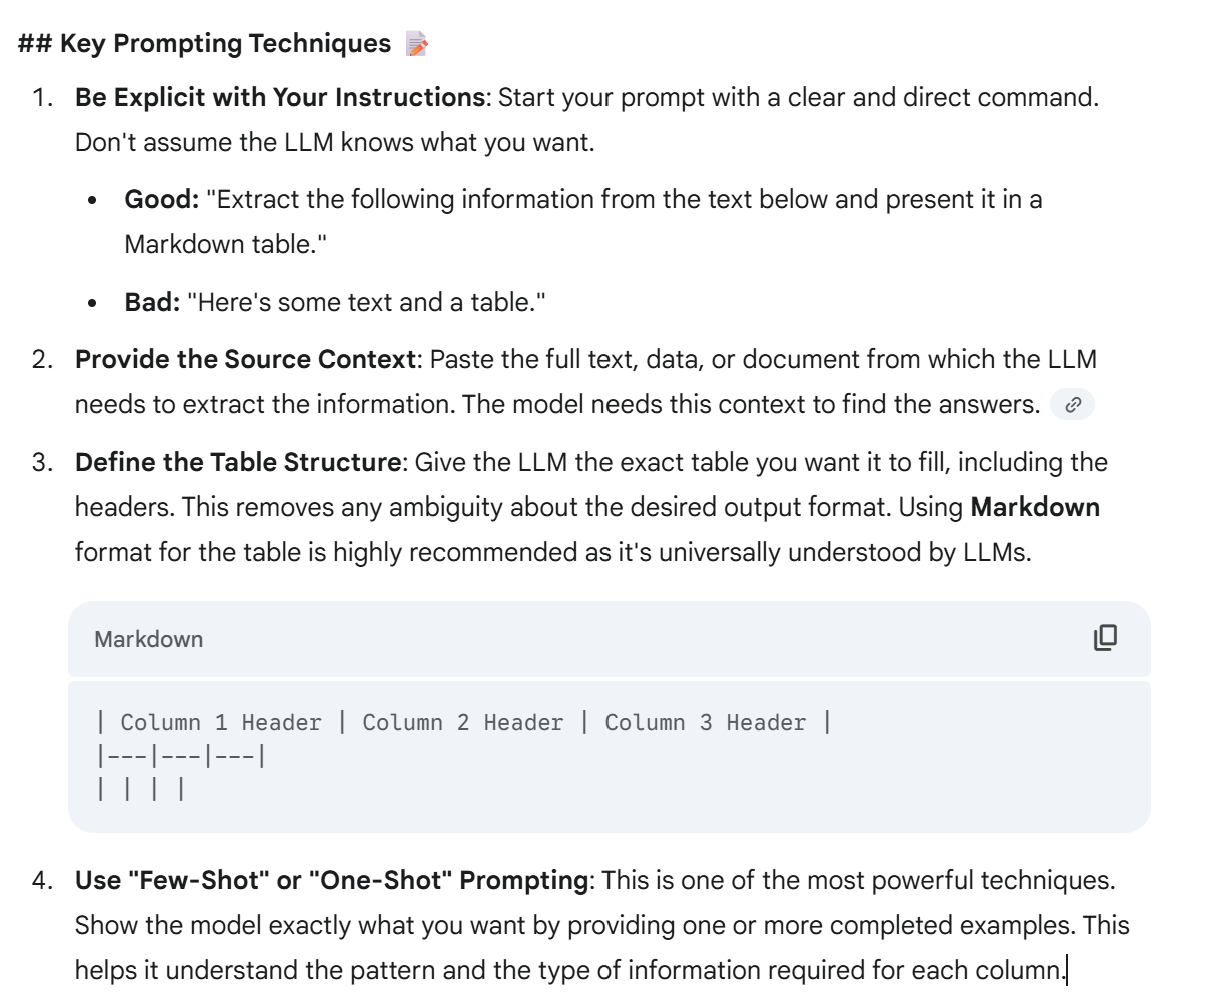 ## Key Prompting Techniques 📝
1. Be Explicit with Your Instructions: Start your prompt with a clear and direct command.
Don't assume the LLM knows what you want.
• Good: "Extract the following information from the text below and present it in a
Markdown table."
• Bad: "Here's some text and a table."
2. Provide the Source Context: Paste the full text, data, or document from which the LLM
needs to extract the information. The model needs this context to find the answers.
3. Define the Table Structure: Give the LLM the exact table you want it to fill, including the
headers. This removes any ambiguity about the desired output format. Using Markdown
format for the table is highly recommended as it's universally understood by LLMs.
Markdown
| Column 1 Header | Column 2 Header | Column 3 Header |
|---|---|---|
| | | |
4. Use "Few-Shot" or "One-Shot" Prompting: This is one of the most powerful techniques.
Show the model exactly what you want by providing one or more completed examples. This
helps it understand the pattern and the type of information required for each column.